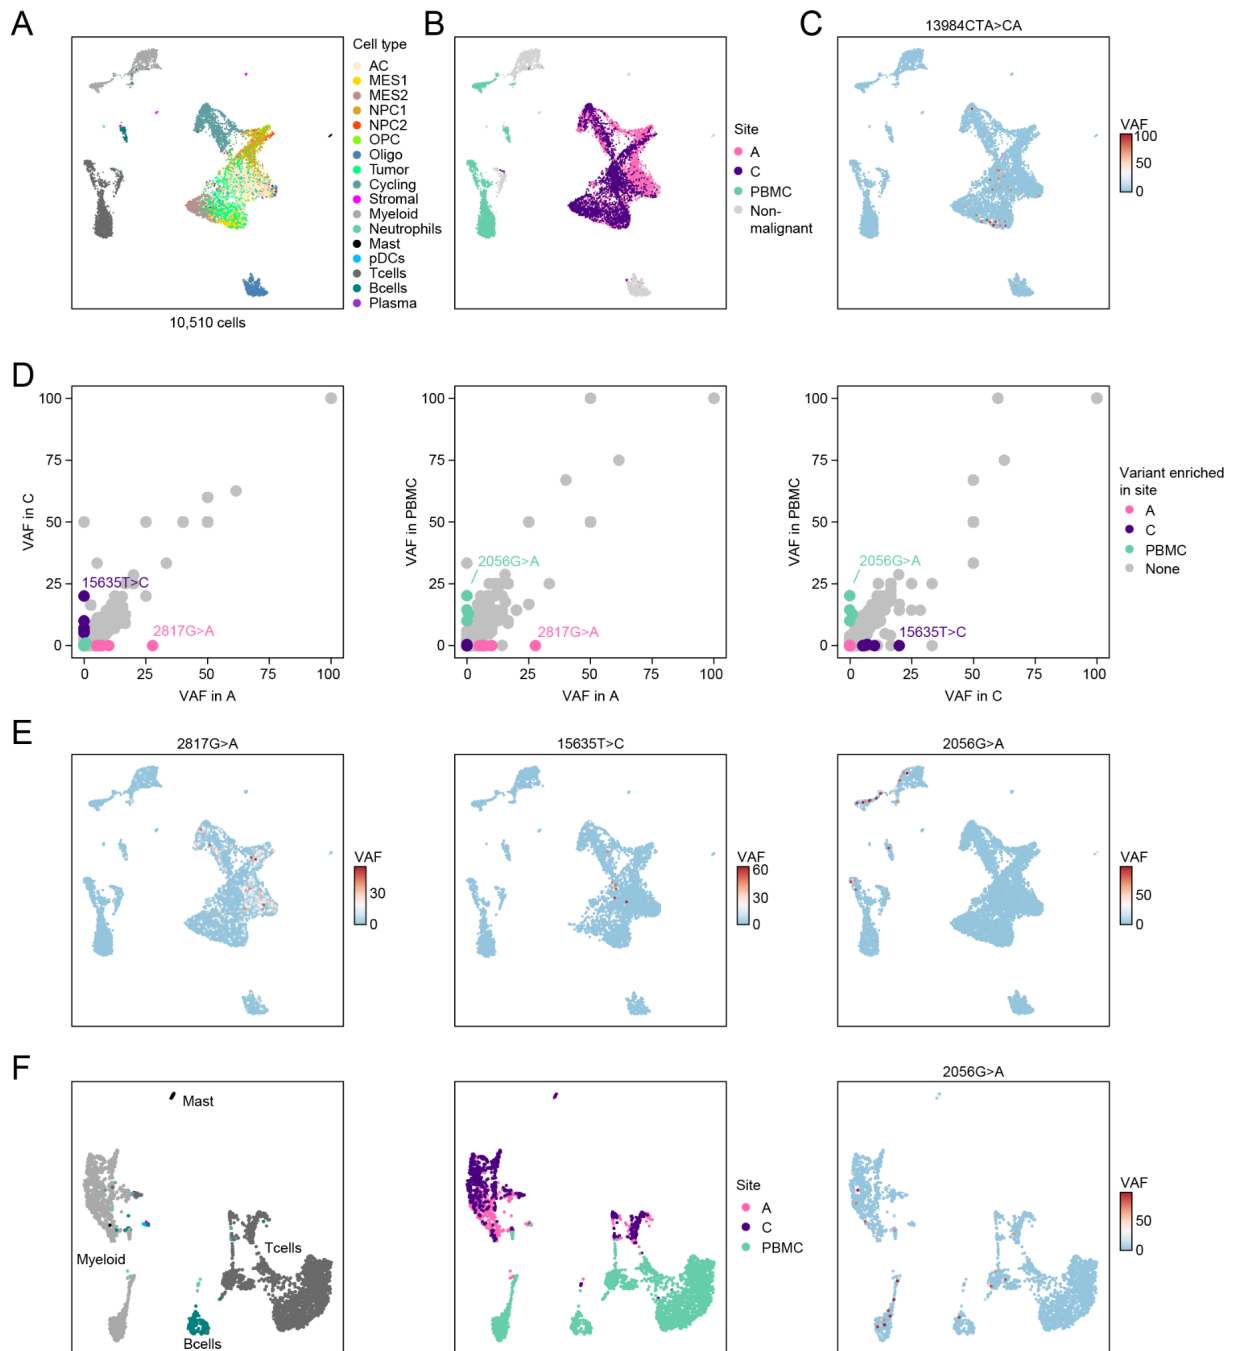 A
Cell type
AC
MES1
MES2
NPC1
NPC2
OPC
Oligo
Tumor
Cycling
Stromal
Myeloid
Neutrophils
Mast
pDCs
Tcells
Bcells
Plasma
10,510 cells
B
Site
A
C
PBMC
Non-
malignant
C
13984CTA>CA
VAF
100
50
0
D
100
75
50
25
0
VAF in C
15635T>C
2817G>A
0
25
50
75
100
VAF in A
100
75
50
25
0
VAF in PBMC
2056G>A
2817G>A
0
25
50
75
100
VAF in A
100
75
50
25
0
VAF in PBMC
2056G>A
15635T>C
0
25
50
75
100
VAF in C
Variant enriched
in site
A
C
PBMC
None
E
2817G>A
VAF
30
0
15635T>C
VAF
60
30
0
2056G>A
VAF
50
0
F
Mast
Myeloid
Tcells
Bcells
Site
A
C
PBMC
2056G>A
VAF
50
0